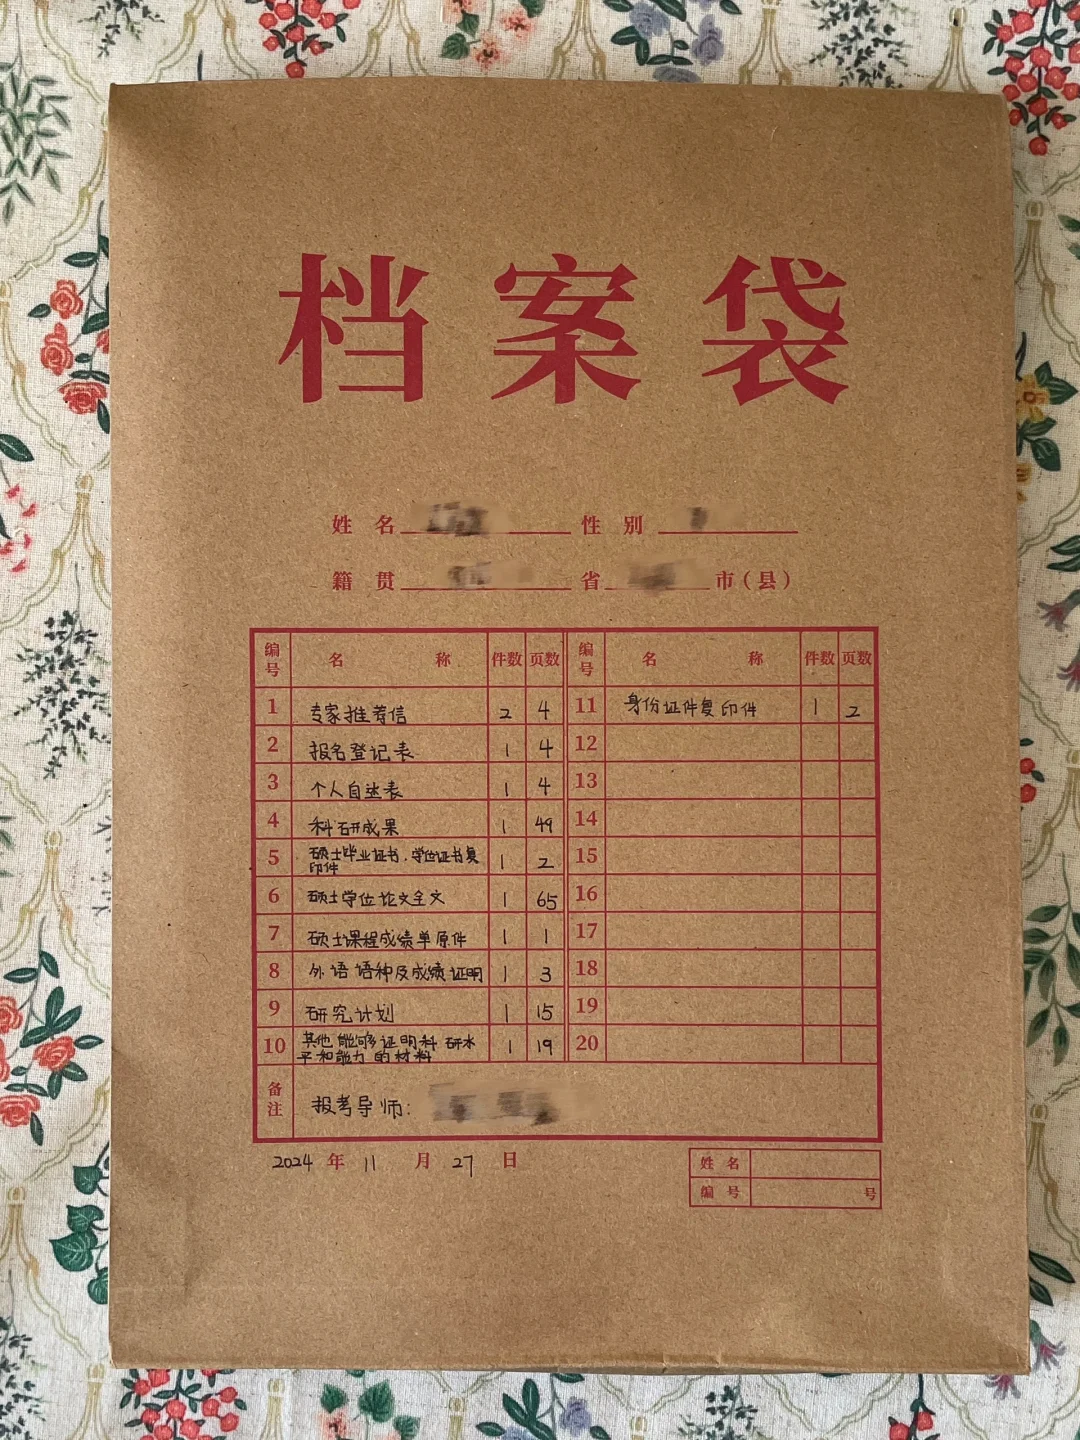 档案袋
姓名 性别
籍贯 省 市(县)
编号 名称 件数 页数 编号 名称 件数 页数
1 专家推荐信 2 4 11 身份证件复印件 1 2
2 报名登记表 1 4 12
3 个人自述表 1 4 13
4 科研成果 1 49 14
5 硕士毕业证书、学位证书复印件 1 2 15
6 硕士学位论文全文 1 65 16
7 硕士课程成绩单原件 1 1 17
8 外语语种及成绩证明 1 3 18
9 研究计划 1 15 19
10 其他能够证明科研水平和能力的材料 1 19 20
备注 报考导师:
2024年11月27日
姓名
编号 号